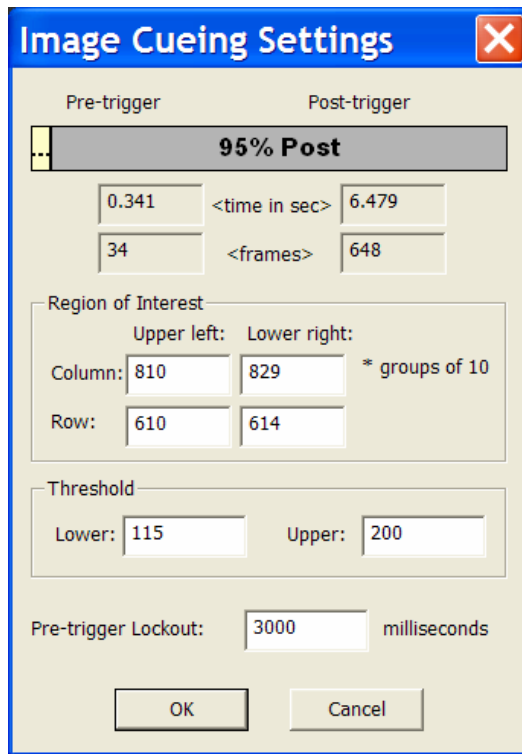 Image Cueing Settings
Pre-trigger Post-trigger
... 95% Post
0.341 <time in sec> 6.479
34 <frames> 648
Region of Interest
Upper left: Lower right:
Column: 810 829 * groups of 10
Row: 610 614
Threshold
Lower: 115 Upper: 200
Pre-trigger Lockout: 3000 milliseconds
OK Cancel